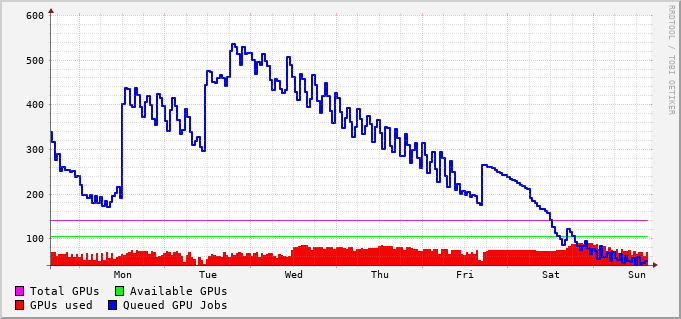 600
500
400
300
200
100
Mon Tue Wed Thu Fri Sat Sun
Total GPUs Available GPUs
GPUs used Queued GPU Jobs
RRDTOOL / TOBI OETIKER